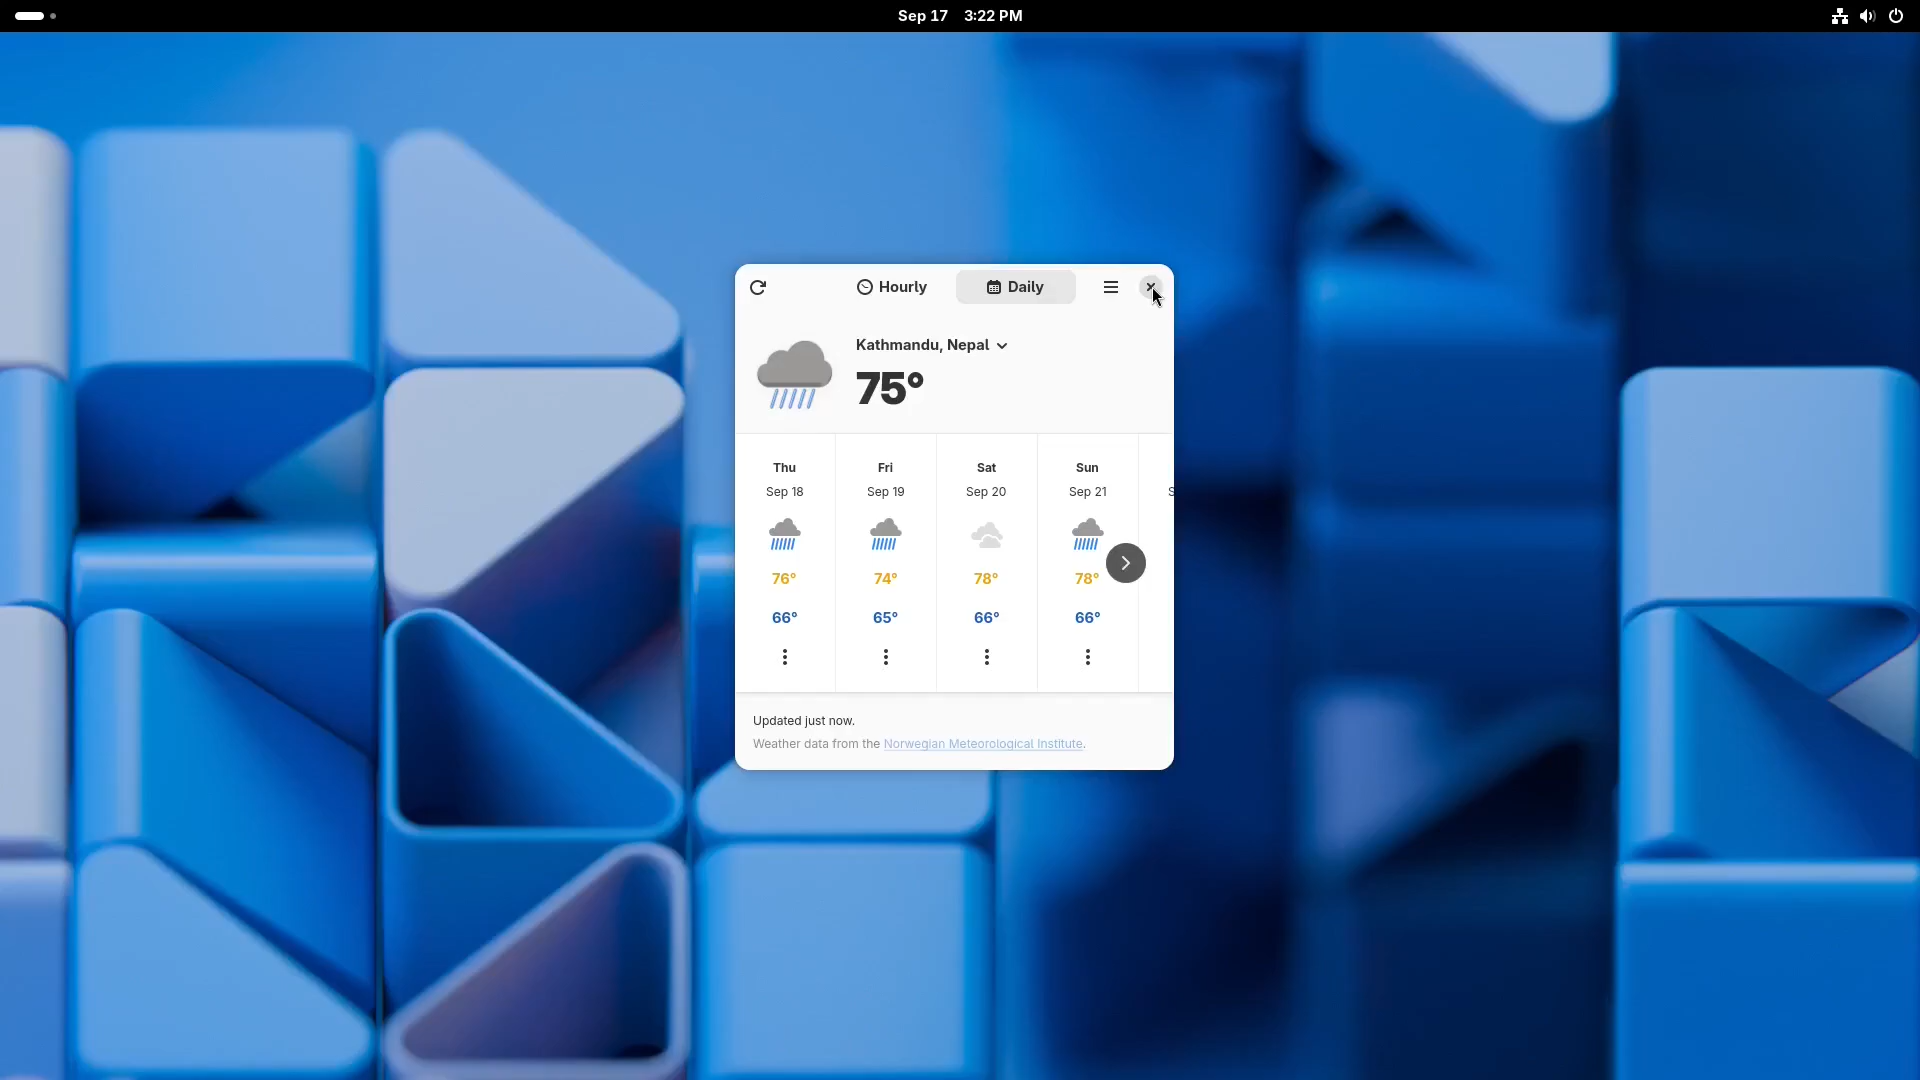 Sep 17 3:22 PM
Hourly Daily
Kathmandu, Nepal
75°
Thu Fri Sat Sun
Sep 18 Sep 19 Sep 20 Sep 21 S
76° 74° 78° 78°
66° 65° 66° 66°
Updated just now.
Weather data from the Norwegian Meteorological Institute.